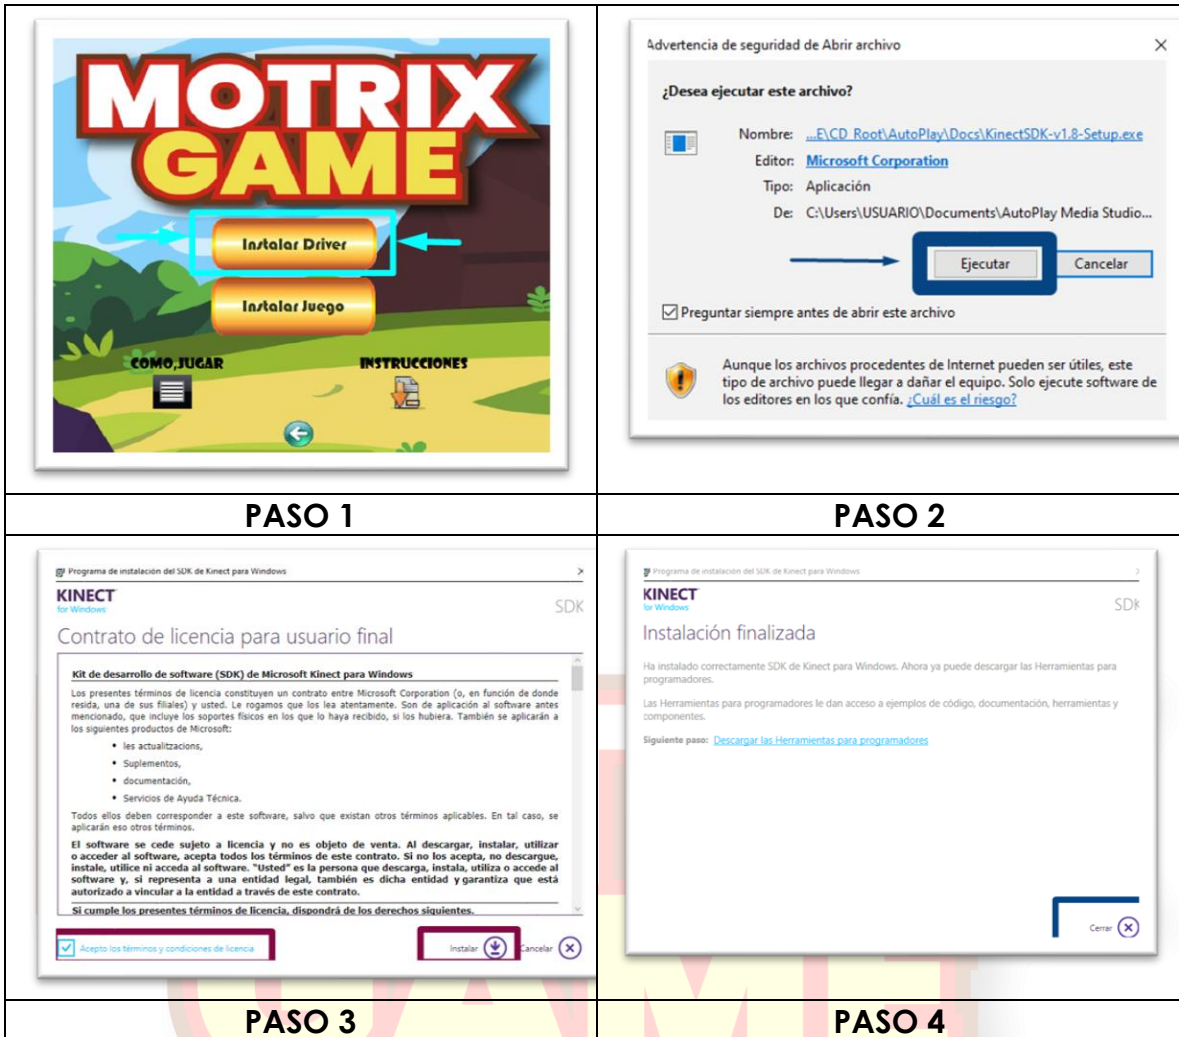 MOTRIX
GAME
Instalar Driver
Instalar Juego
COMO,JUGAR
INSTRUCCIONES
Advertencia de seguridad de Abrir archivo
¿Desea ejecutar este archivo?
Nombre: ...E\CD_Root\AutoPlay\Docs\KinectSDK-v1.8-Setup.exe
Editor: Microsoft Corporation
Tipo: Aplicación
De: C:\Users\USUARIO\Documents\AutoPlay Media Studio...
Ejecutar
Cancelar
Preguntar siempre antes de abrir este archivo
Aunque los archivos procedentes de Internet pueden ser útiles, este
tipo de archivo puede llegar a dañar el equipo. Solo ejecute software de
los editores en los que confía. ¿Cuál es el riesgo?
PASO 1
PASO 2
Programa de instalación del SDK de Kinect para Windows
KINECT
for Windows
SDK
Contrato de licencia para usuario final
Kit de desarrollo de software (SDK) de Microsoft Kinect para Windows
Los presentes términos de licencia constituyen un contrato entre Microsoft Corporation (o, en función de donde
resida, una de sus filiales) y usted. Le rogamos que los lea atentamente. Son de aplicación al software antes
mencionado, que incluye los soportes físicos en los que lo haya recibido, si los hubiera. También se aplicarán a
los siguientes productos de Microsoft:
• les actualitzacions,
• Suplementos,
• documentación,
• Servicios de Ayuda Técnica.
Todos ellos deben corresponder a este software, salvo que existan otros términos aplicables. En tal caso, se
aplicarán eso otros términos.
El software se cede sujeto a licencia y no es objeto de venta. Al descargar, instalar, utilizar
o acceder al software, acepta todos los términos de este contrato. Si no los acepta, no descargue,
instale, utilice ni acceda al software. "Usted" es la persona que descarga, instala, utiliza o accede al
software y, si representa a una entidad legal, también es dicha entidad y garantiza que está
autorizado a vincular a la entidad a través de este contrato.
Si cumple los presentes términos de licencia, dispondrá de los derechos siguientes.
Acepto los términos y condiciones de licencia
Instalar
Cancelar
Programa de instalación del SDK de Kinect para Windows
KINECT
for Windows
SDK
Instalación finalizada
Ha instalado correctamente SDK de Kinect para Windows. Ahora ya puede descargar las Herramientas para
programadores.
Las Herramientas para programadores le dan acceso a ejemplos de código, documentación, herramientas y
componentes.
Siguiente paso: Descargar las Herramientas para programadores
Cerrar
PASO 3
PASO 4
GAME